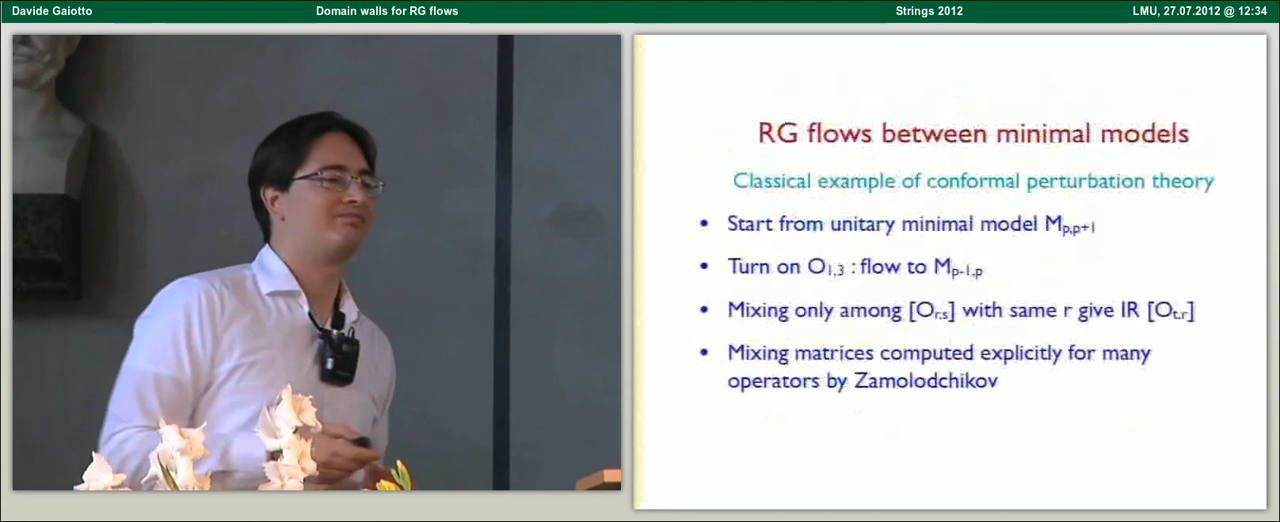 Davide Gaiotto Domain walls for RG flows Strings 2012 LMU, 27.07.2012 @ 12:34
RG flows between minimal models
Classical example of conformal perturbation theory
• Start from unitary minimal model Mp,p+1
• Turn on O1,3 : flow to Mp-1,p
• Mixing only among [Or,s] with same r give IR [Ot,r]
• Mixing matrices computed explicitly for many
operators by Zamolodchikov